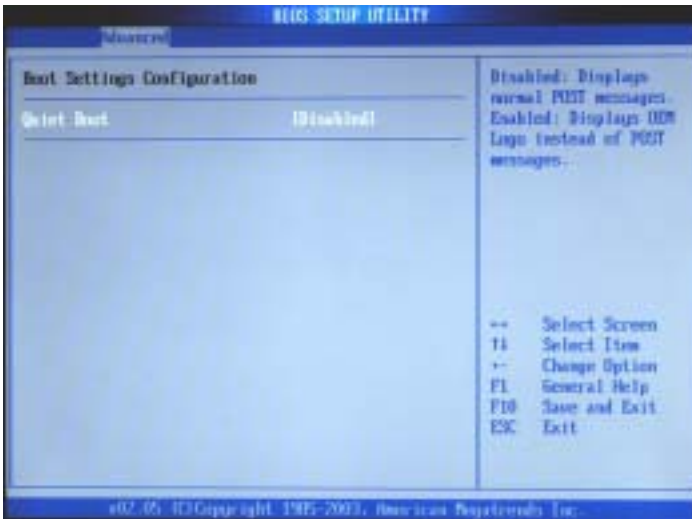 BIOS SETUP UTILITY
Advanced
Boot Settings Configuration
Quiet Boot [Disabled]
Disabled: Displays
normal POST messages.
Enabled: Displays OEM
Logo instead of POST
messages.
←→ Select Screen
↑↓ Select Item
+- Change Option
F1 General Help
F10 Save and Exit
ESC Exit
v02.05 (C)Copyright 1985-2003, American Megatrends Inc.